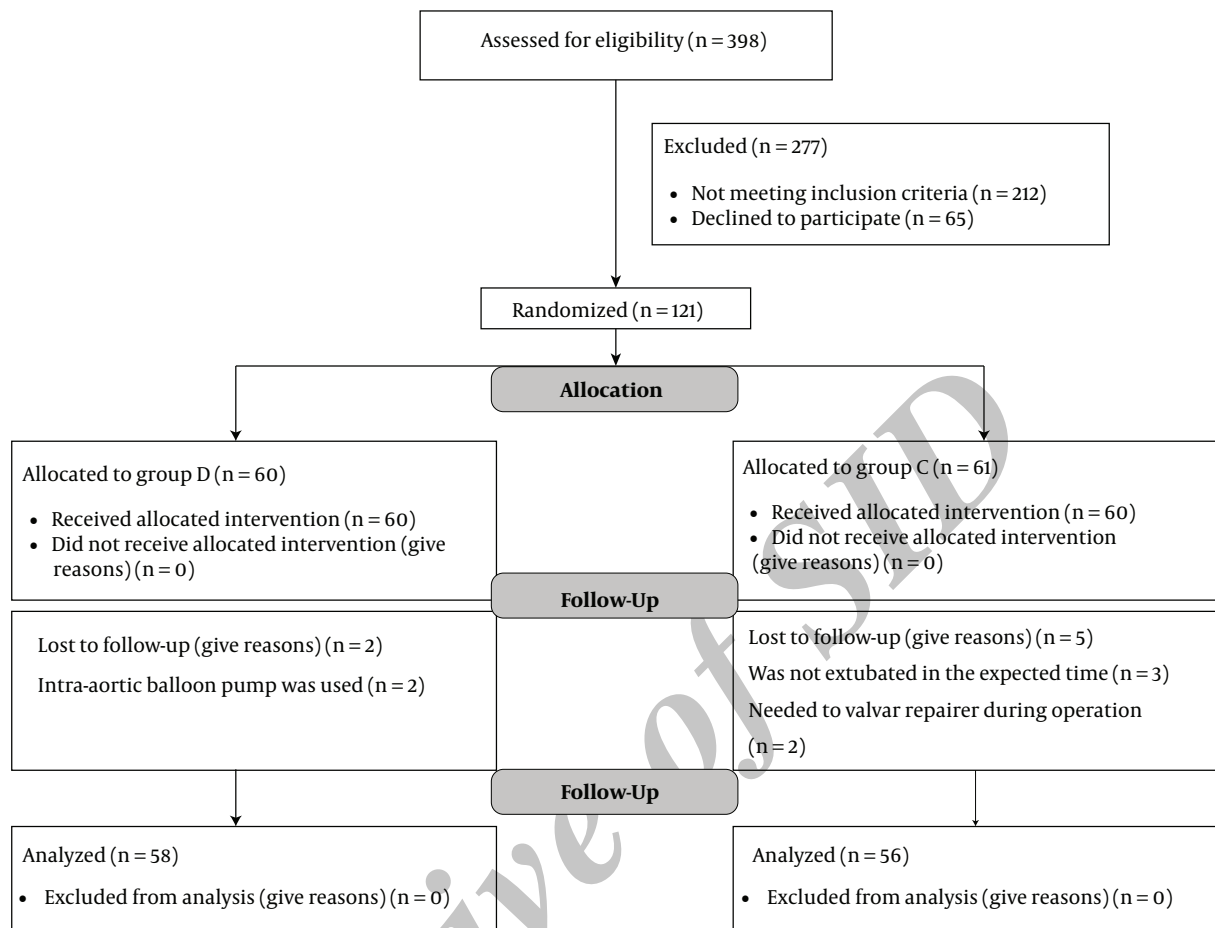 Assessed for eligibility (n = 398)
Excluded (n = 277)
• Not meeting inclusion criteria (n = 212)
• Declined to participate (n = 65)
Randomized (n = 121)
Allocation
Allocated to group D (n = 60)
• Received allocated intervention (n = 60)
• Did not receive allocated intervention (give
reasons) (n = 0)
Allocated to group C (n = 61)
• Received allocated intervention (n = 60)
• Did not receive allocated intervention
(give reasons) (n = 0)
Follow-Up
Lost to follow-up (give reasons) (n = 2)
Intra-aortic balloon pump was used (n = 2)
Lost to follow-up (give reasons) (n = 5)
Was not extubated in the expected time (n = 3)
Needed to valvar repairer during operation
(n = 2)
Follow-Up
Analyzed (n = 58)
• Excluded from analysis (give reasons) (n = 0)
Analyzed (n = 56)
• Excluded from analysis (give reasons) (n = 0)
ive of SID